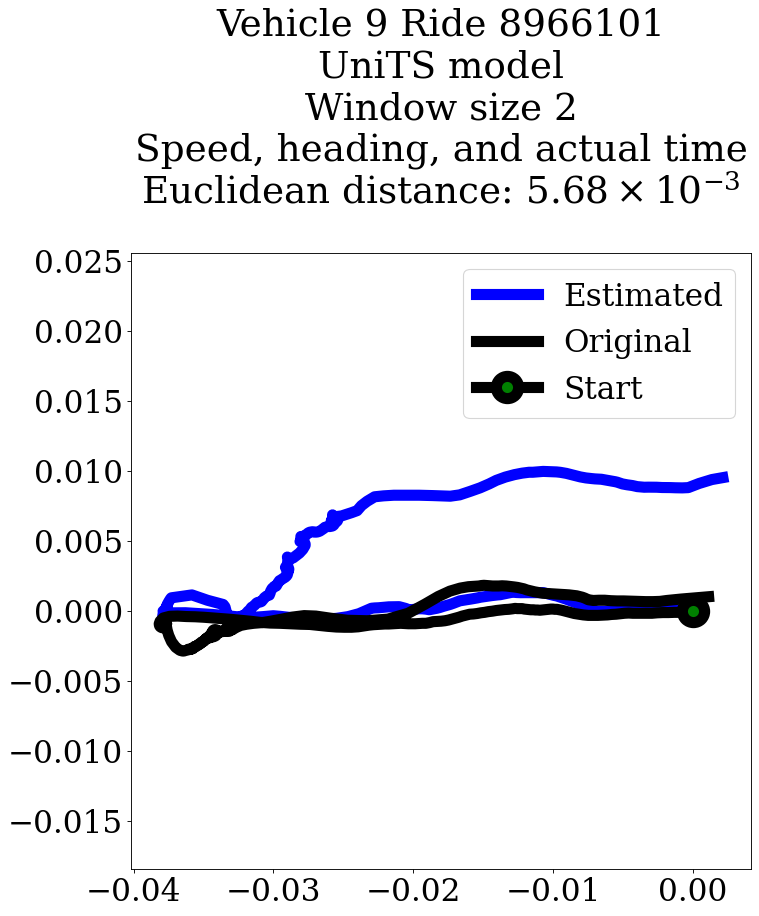 Vehicle 9 Ride 8966101
UniTS model
Window size 2
Speed, heading, and actual time
Euclidean distance: 5.68 × 10⁻³
Estimated
Original
Start
0.025
0.020
0.015
0.010
0.005
0.000
−0.005
−0.010
−0.015
−0.04 −0.03 −0.02 −0.01 0.00